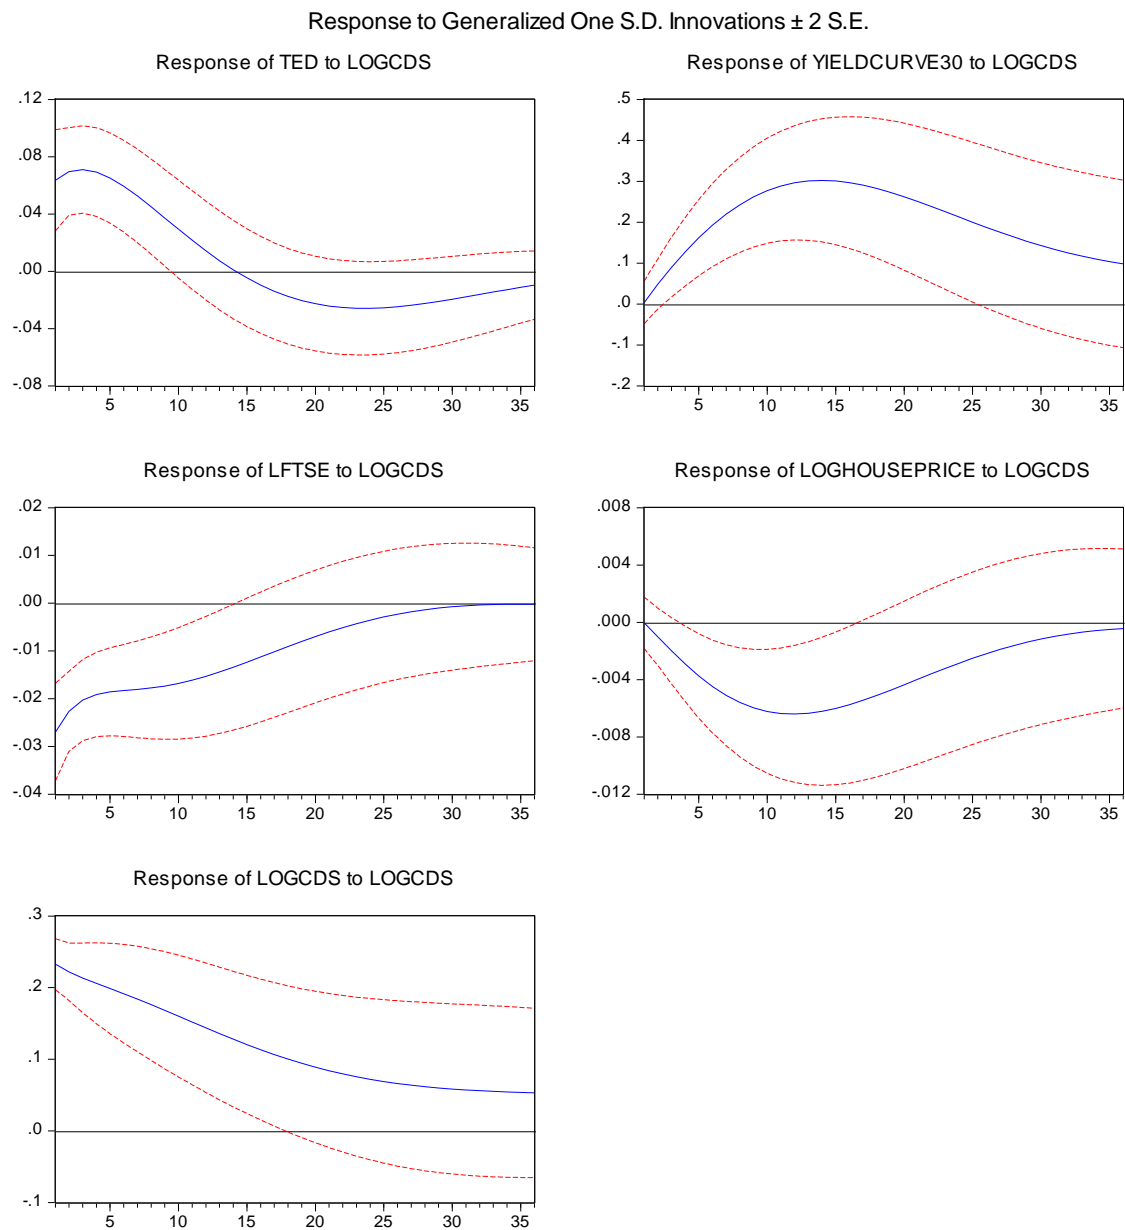 Response to Generalized One S.D. Innovations ± 2 S.E.
Response of TED to LOGCDS
.12
.08
.04
.00
-.04
-.08
5 10 15 20 25 30 35
Response of YIELDCURVE30 to LOGCDS
.5
.4
.3
.2
.1
.0
-.1
-.2
5 10 15 20 25 30 35
Response of LFTSE to LOGCDS
.02
.01
.00
-.01
-.02
-.03
-.04
5 10 15 20 25 30 35
Response of LOGHOUSEPRICE to LOGCDS
.008
.004
.000
-.004
-.008
-.012
5 10 15 20 25 30 35
Response of LOGCDS to LOGCDS
.3
.2
.1
.0
-.1
5 10 15 20 25 30 35